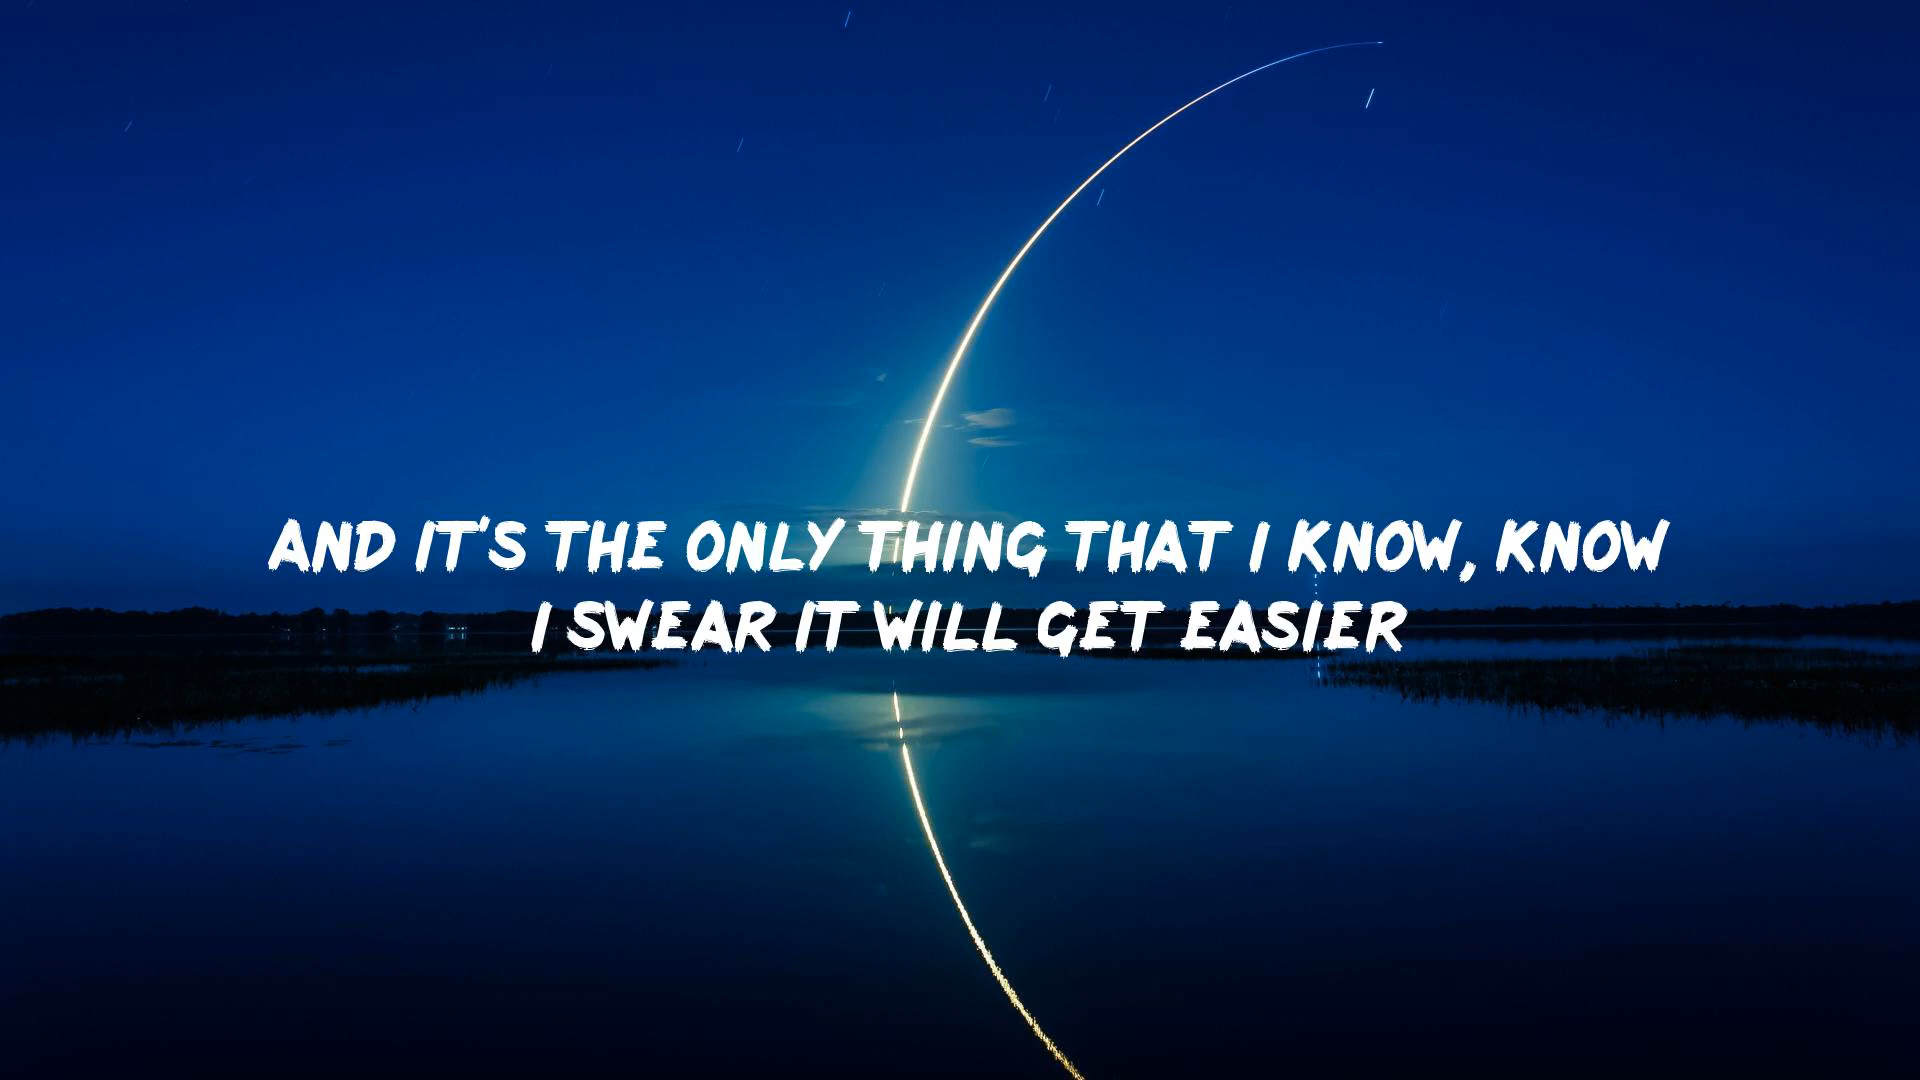 AND IT'S THE ONLY THING THAT I KNOW, KNOW
I SWEAR IT WILL GET EASIER